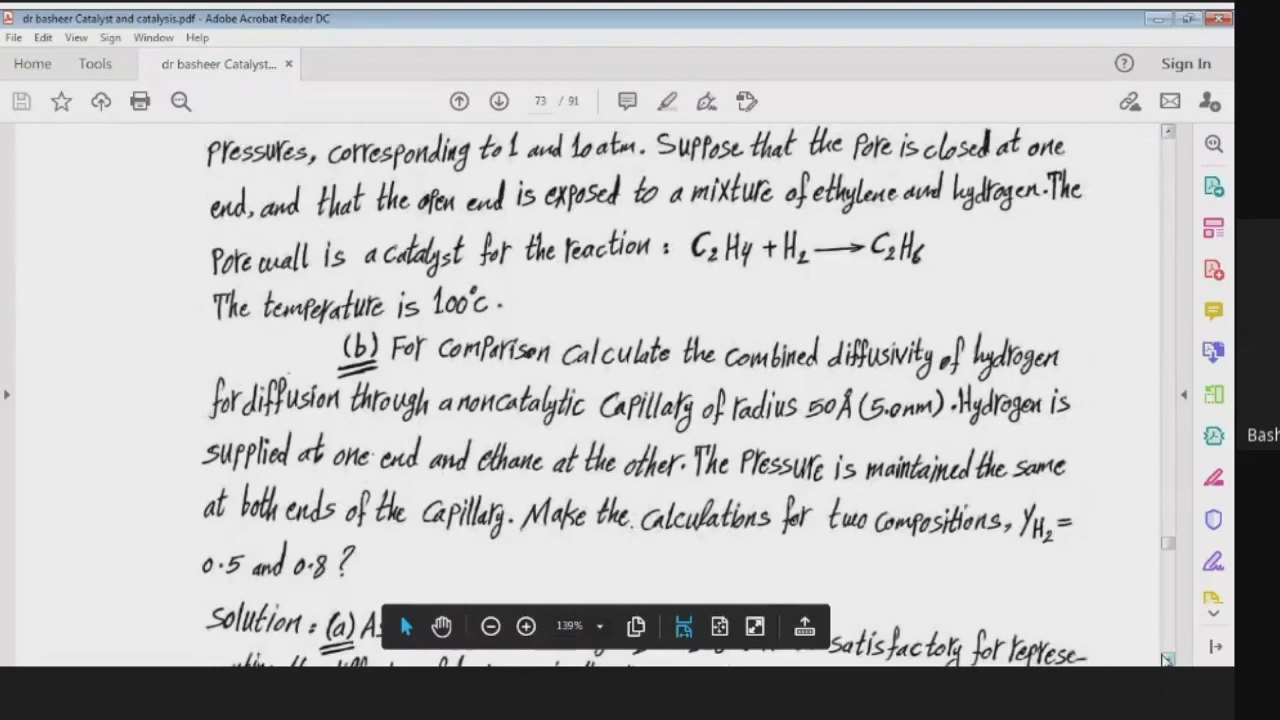 dr basheer Catalyst and catalysis.pdf - Adobe Acrobat Reader DC
File Edit View Sign Window Help
Home Tools dr basheer Catalyst... × Sign In
73 / 91
pressures, corresponding to 1 and 10 atm. Suppose that the pore is closed at one
end, and that the open end is exposed to a mixture of ethylene and hydrogen. The
Pore wall is a catalyst for the reaction : C₂H₄ + H₂ → C₂H₆
The temperature is 100°c.
(b) For comparison calculate the combined diffusivity of hydrogen
for diffusion through a noncatalytic capillary of radius 50Å (5.0nm). Hydrogen is
supplied at one end and ethane at the other. The Pressure is maintained the same
at both ends of the capillary. Make the calculations for two compositions, yH₂ =
0.5 and 0.8 ?
Solution : (a) As
satisfactory for represe-
139%
Bash